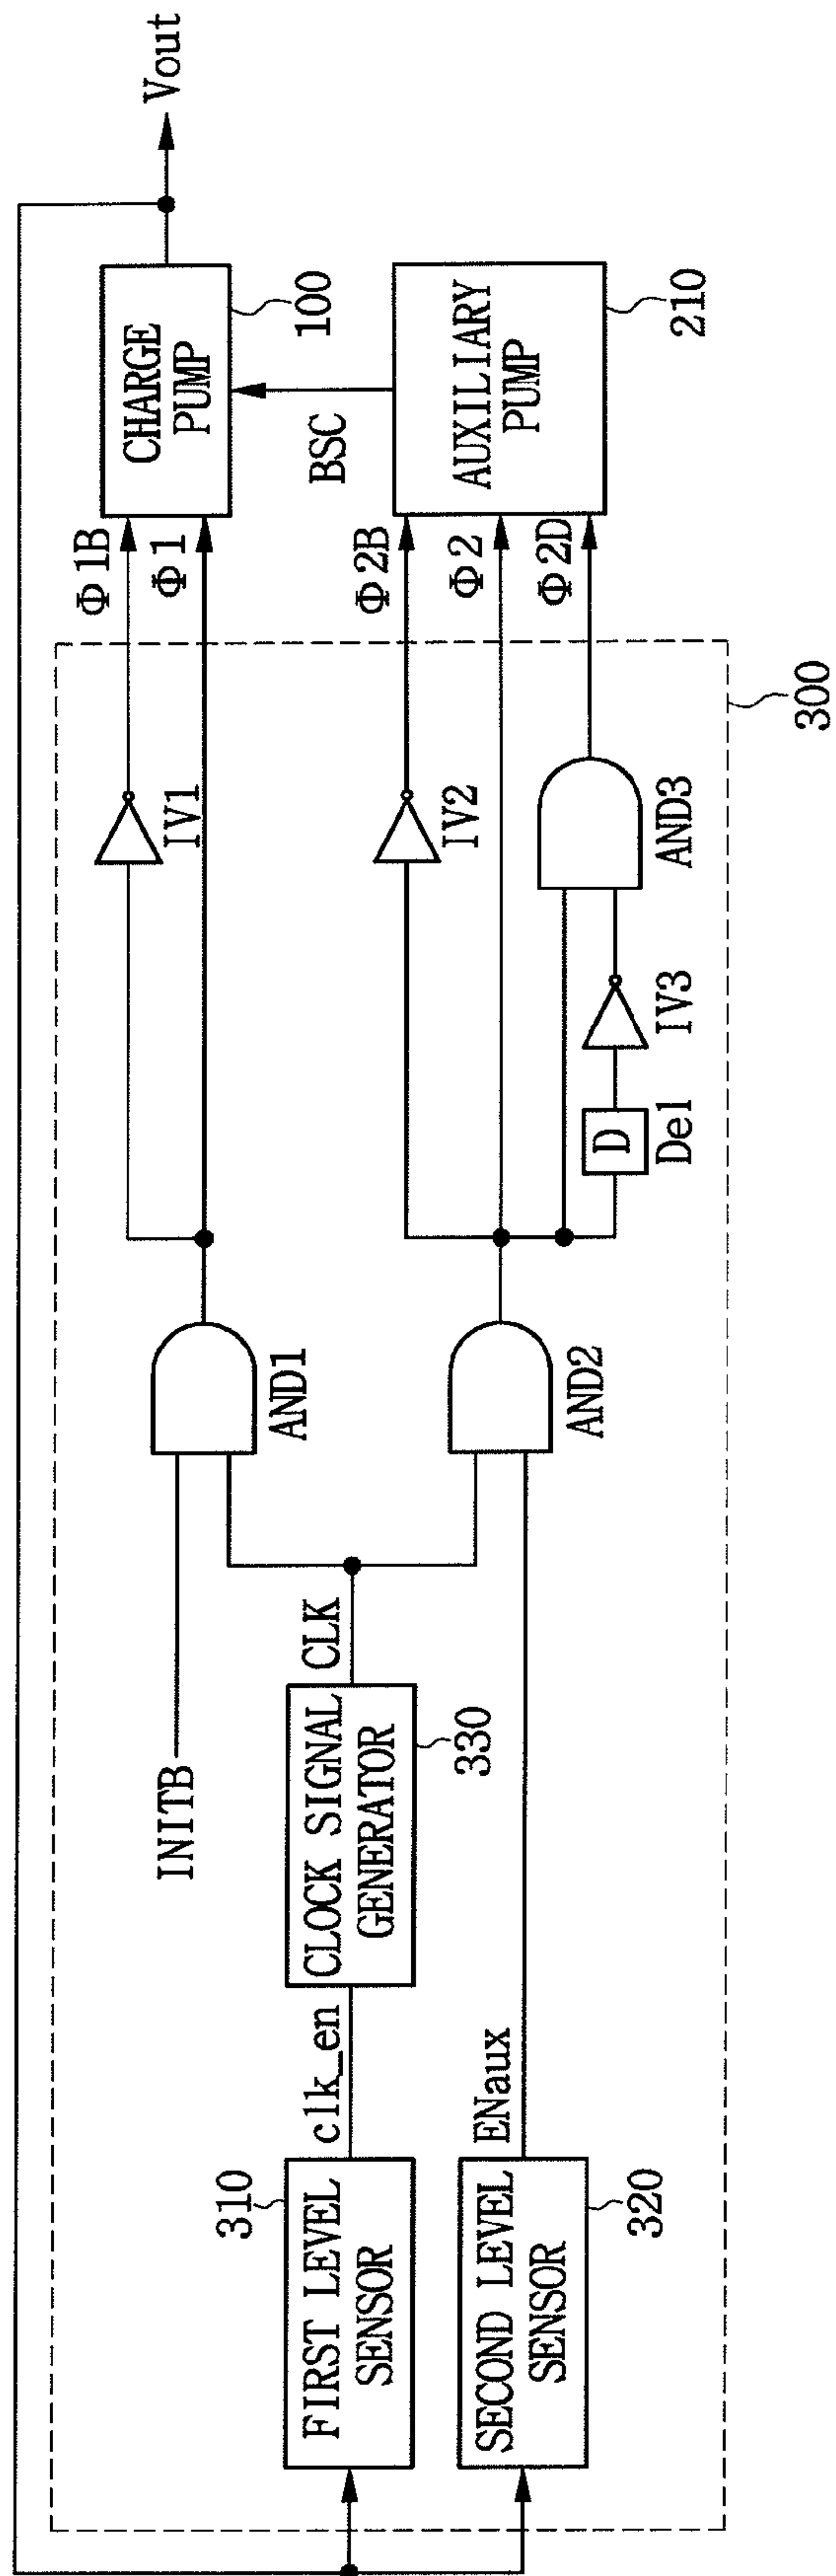 Vout
CHARGE
PUMP
100
Φ1B
Φ1
BSC
AUXILIARY
PUMP
210
Φ2B
Φ2
Φ2D
300
IV1
IV2
AND3
IV3
D
Del
AND1
AND2
INITB
CLK
CLOCK SIGNAL
GENERATOR
330
clk_en
ENaux
310
FIRST LEVEL
SENSOR
SECOND LEVEL
SENSOR
320